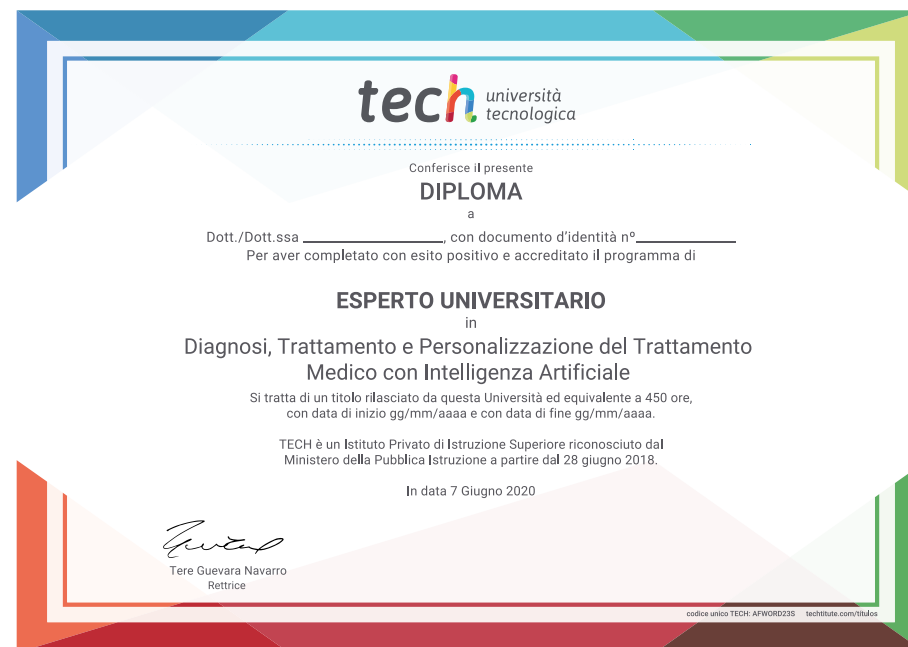 tech università
tecnologica
Conferisce il presente
DIPLOMA
a
Dott./Dott.ssa ____________________, con documento d'identità nº______________
Per aver completato con esito positivo e accreditato il programma di
ESPERTO UNIVERSITARIO
in
Diagnosi, Trattamento e Personalizzazione del Trattamento
Medico con Intelligenza Artificiale
Si tratta di un titolo rilasciato da questa Università ed equivalente a 450 ore,
con data di inizio gg/mm/aaaa e con data di fine gg/mm/aaaa.
TECH è un Istituto Privato di Istruzione Superiore riconosciuto dal
Ministero della Pubblica Istruzione a partire dal 28 giugno 2018.
In data 7 Giugno 2020
Tere Guevara Navarro
Rettrice
codice unico TECH: AFWORD23S techtitute.com/titulos